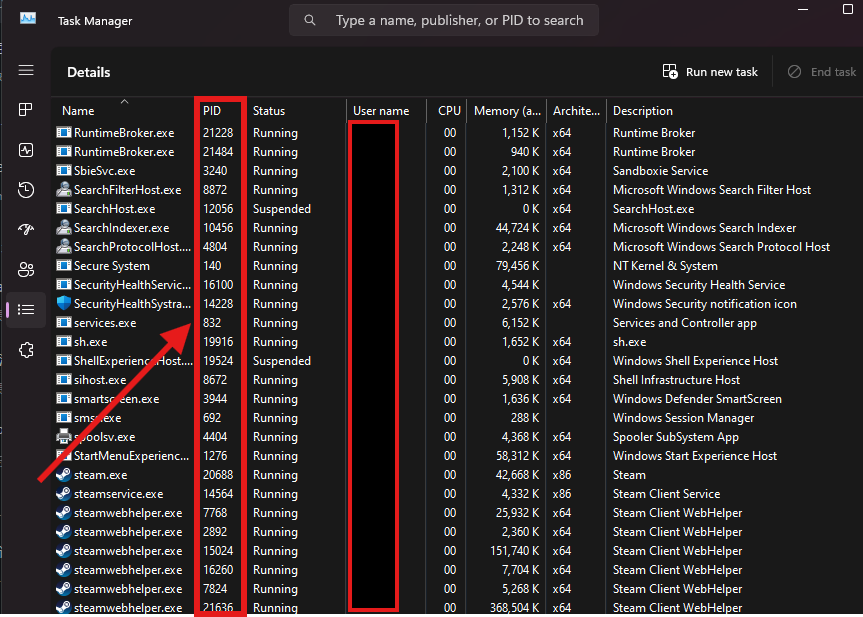 Task Manager
Type a name, publisher, or PID to search
Details
Run new task
End task
Name PID Status User name CPU Memory (a... Archite... Description
RuntimeBroker.exe 21228 Running 00 1,152 K x64 Runtime Broker
RuntimeBroker.exe 21484 Running 00 940 K x64 Runtime Broker
SbieSvc.exe 3240 Running 00 2,100 K x64 Sandboxie Service
SearchFilterHost.exe 8872 Running 00 1,312 K x64 Microsoft Windows Search Filter Host
SearchHost.exe 12056 Suspended 00 0 K x64 SearchHost.exe
SearchIndexer.exe 10456 Running 00 44,724 K x64 Microsoft Windows Search Indexer
SearchProtocolHost.... 4804 Running 00 2,248 K x64 Microsoft Windows Search Protocol Host
Secure System 140 Running 00 79,456 K NT Kernel & System
SecurityHealthServic... 16100 Running 00 4,544 K Windows Security Health Service
SecurityHealthSystra... 14228 Running 00 2,576 K x64 Windows Security notification icon
services.exe 832 Running 00 6,152 K Services and Controller app
sh.exe 19916 Running 00 1,652 K x64 sh.exe
ShellExperienceHost.... 19524 Suspended 00 0 K x64 Windows Shell Experience Host
sihost.exe 8672 Running 00 5,908 K x64 Shell Infrastructure Host
smartscreen.exe 3944 Running 00 1,636 K x64 Windows Defender SmartScreen
smss.exe 692 Running 00 288 K Windows Session Manager
spoolsv.exe 4404 Running 00 4,368 K x64 Spooler SubSystem App
StartMenuExperienc... 1276 Running 00 58,312 K x64 Windows Start Experience Host
steam.exe 20688 Running 00 42,668 K x86 Steam
steamservice.exe 14564 Running 00 4,332 K x86 Steam Client Service
steamwebhelper.exe 7768 Running 00 25,932 K x64 Steam Client WebHelper
steamwebhelper.exe 2892 Running 00 2,360 K x64 Steam Client WebHelper
steamwebhelper.exe 15024 Running 00 151,740 K x64 Steam Client WebHelper
steamwebhelper.exe 16260 Running 00 7,704 K x64 Steam Client WebHelper
steamwebhelper.exe 7824 Running 00 5,268 K x64 Steam Client WebHelper
steamwebhelper.exe 21636 Running 00 368,504 K x64 Steam Client WebHelper